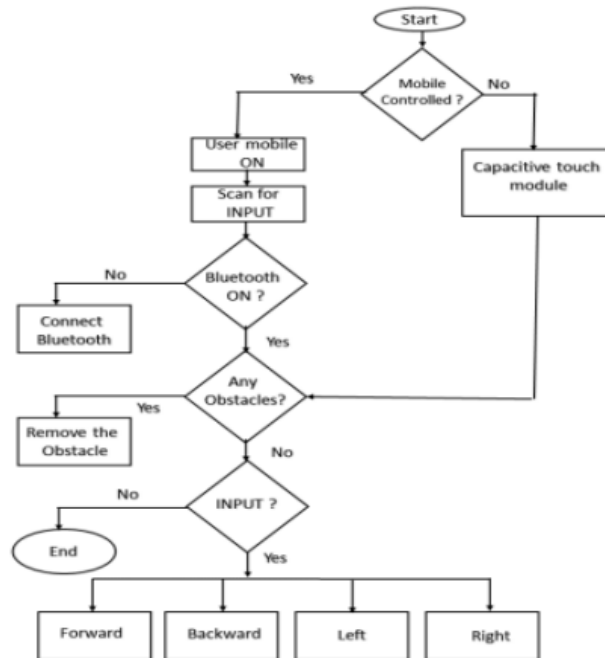 Start
Yes
Mobile
Controlled ?
No
User mobile
ON
Capacitive touch
module
Scan for
INPUT
No
Bluetooth
ON ?
Connect
Bluetooth
Yes
Any
Obstacles?
Yes
Remove the
Obstacle
No
No
INPUT ?
End
Yes
Forward
Backward
Left
Right